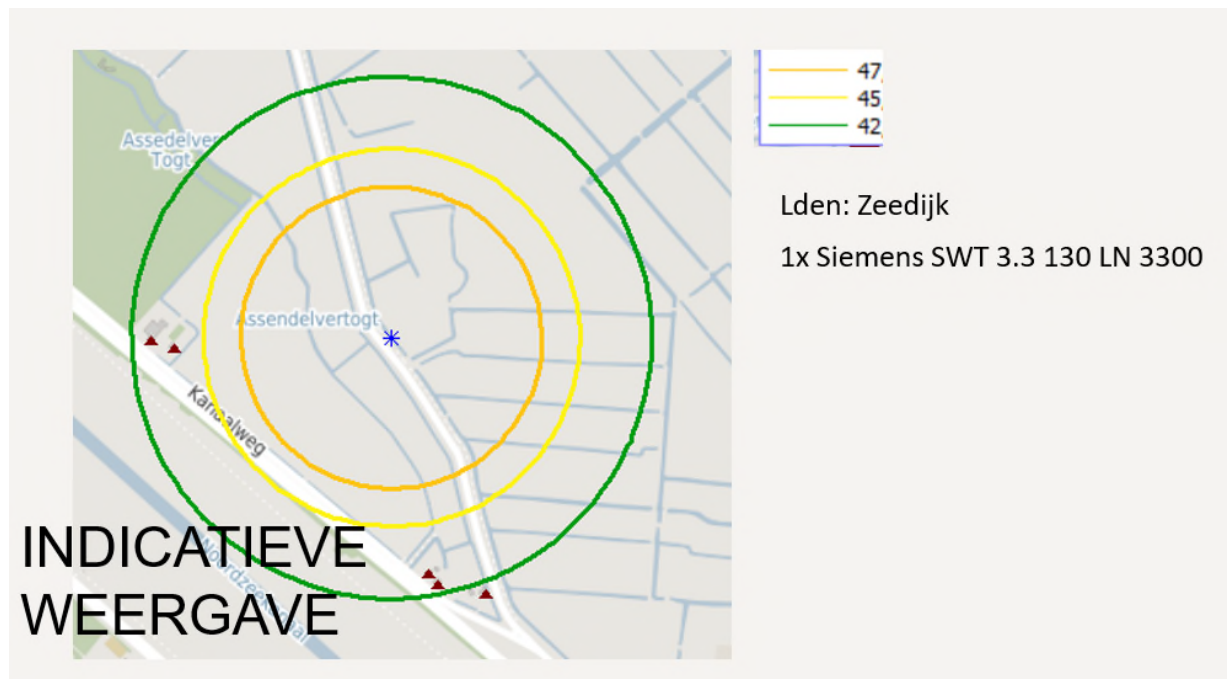 47
45
42
Lden: Zeedijk
1x Siemens SWT 3.3 130 LN 3300
Assedelver
Togt
Assendelvertogt
Kanaalweg
Noordzeekanaal
INDICATIEVE
WEERGAVE